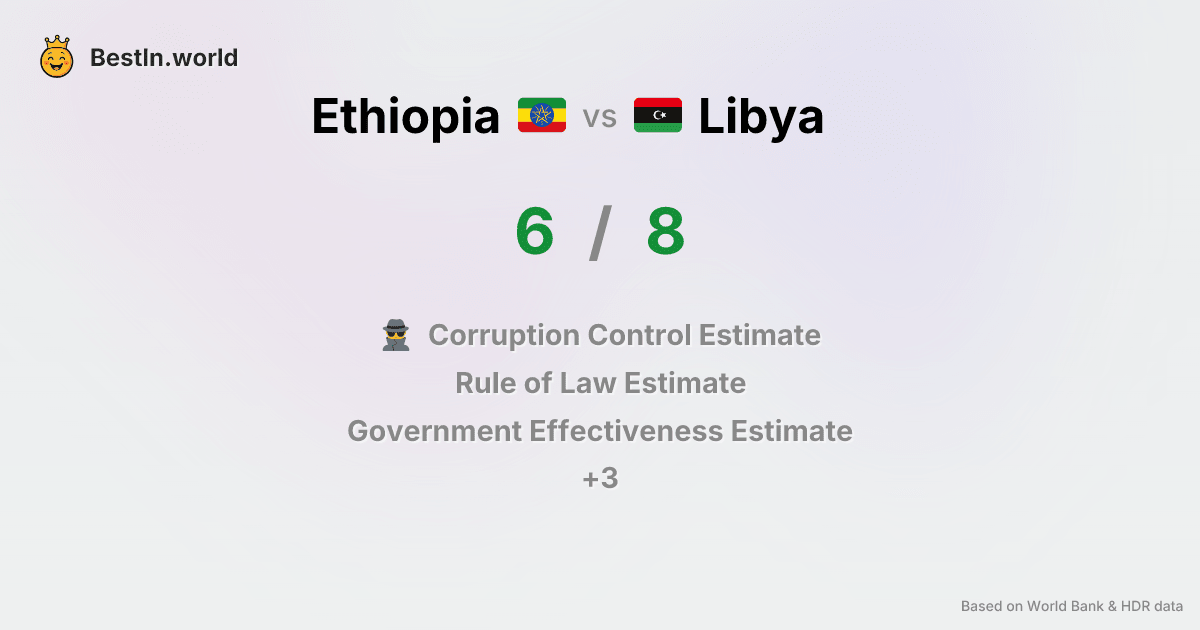 BestIn.world
Ethiopia vs Libya
6 / 8
Corruption Control Estimate
Rule of Law Estimate
Government Effectiveness Estimate
+3
Based on World Bank & HDR data